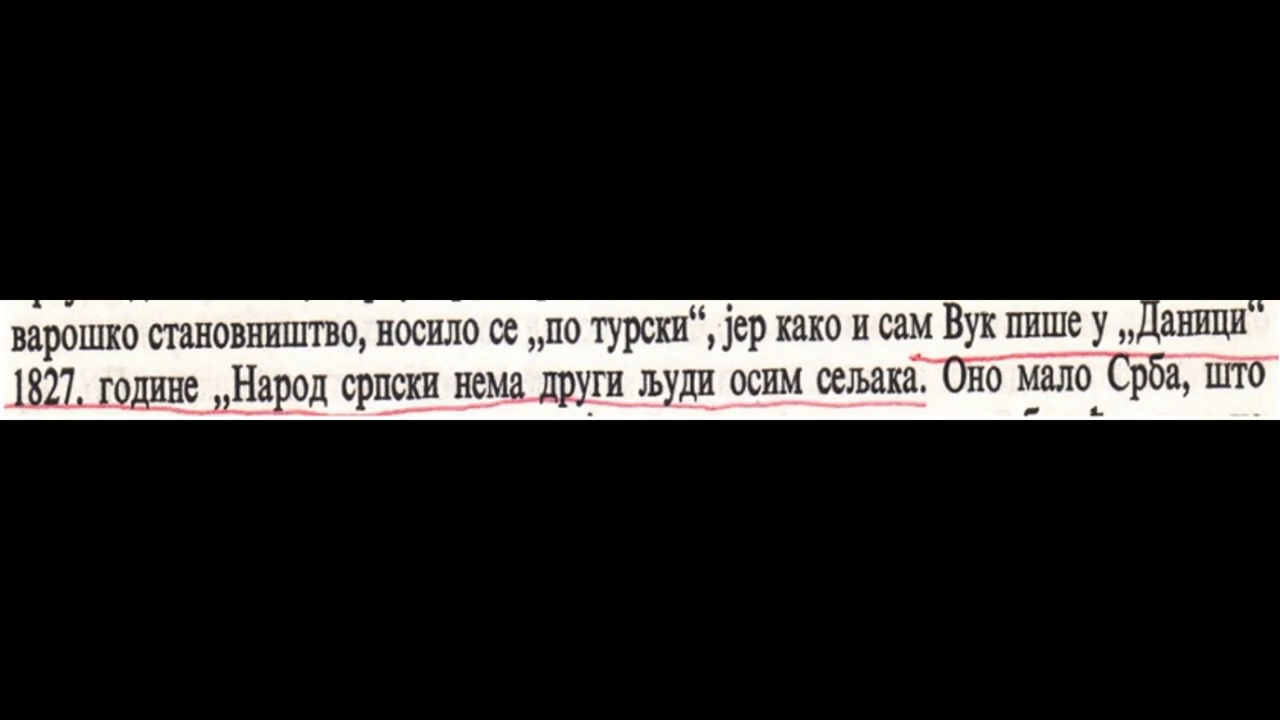 варошко становништво, носило се „по турски“, јер како и сам Вук пише у „Даници“
1827. године „Народ српски нема други људи осим сељака. Оно мало Срба, што